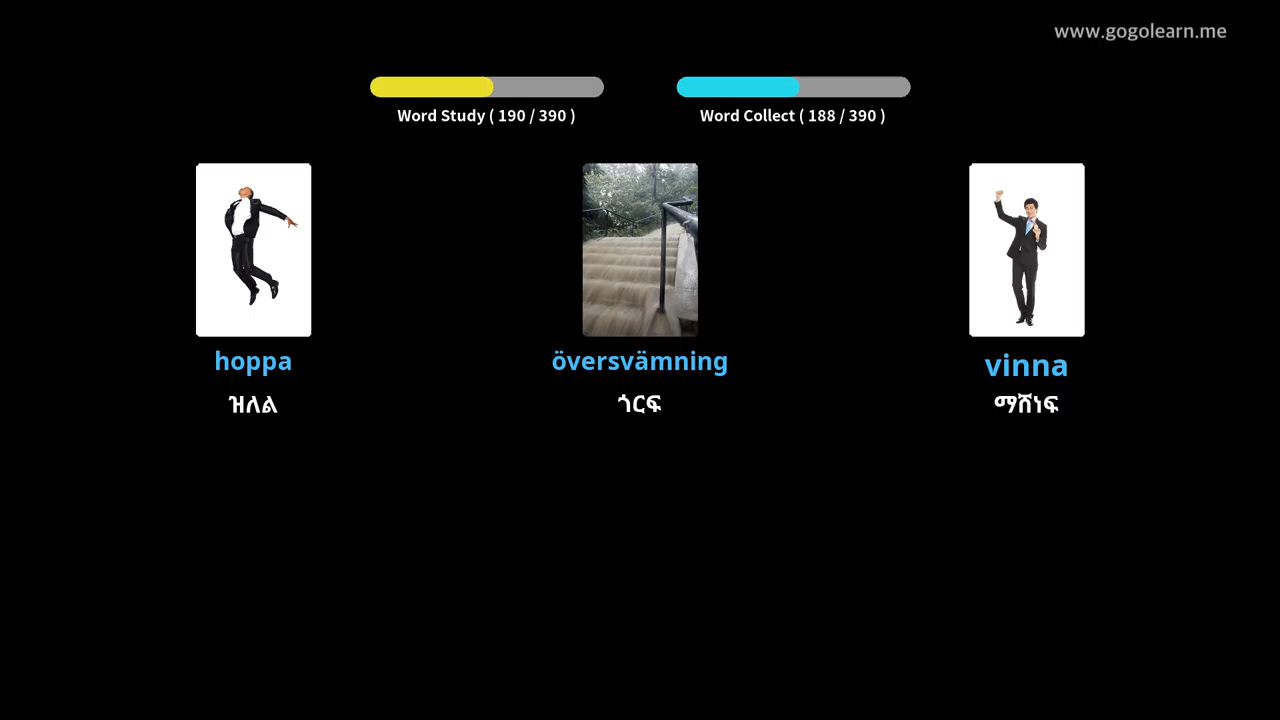 www.gogolearn.me
Word Study ( 190 / 390 )
Word Collect ( 188 / 390 )
hoppa
översvämning
vinna
ዝለል
ጎርፍ
ማሸነፍ